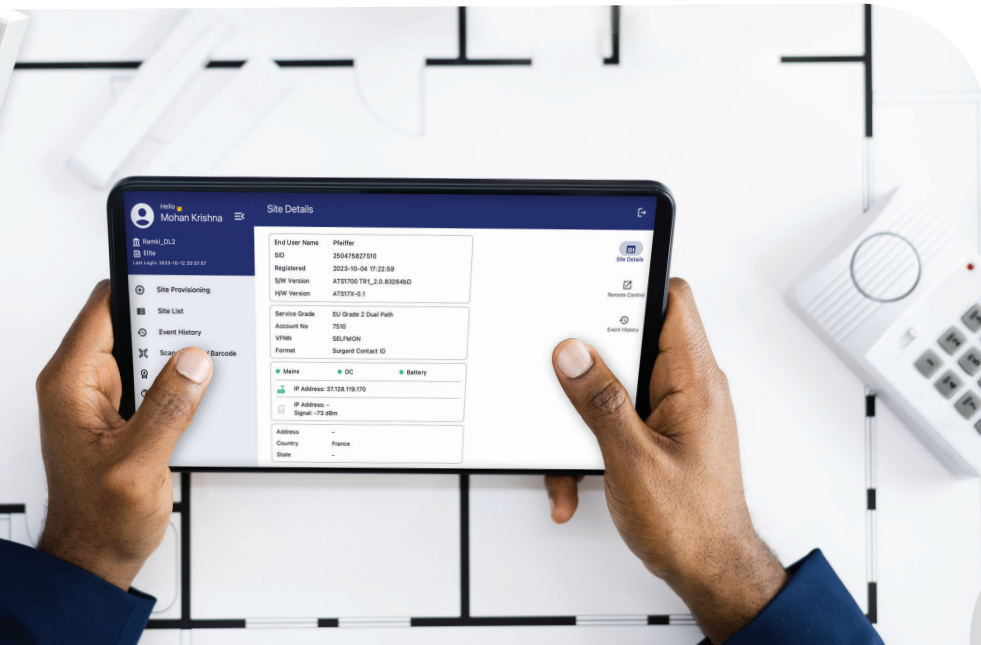 Hello
Mohan Krishna
Ramki_DL2
Elite
Last Login: 2023-10-12 20:37:57
Site Provisioning
Site List
Event History
Scan
Barcode
Site Details
End User Name Pfeiffer
SID 250475827510
Registered 2023-10-04 17:22:59
S/W Version ATS1700 TR1_2.0.83264bD
H/W Version ATS17X-0.1
Service Grade EU Grade 2 Dual Path
Account No 7510
VFNN SELFMON
Format Surgard Contact ID
Mains DC Battery
IP Address: 37.128.119.170
IP Address: -
Signal: -73 dBm
Address -
Country France
State -
Site Details
Remote Control
Event History